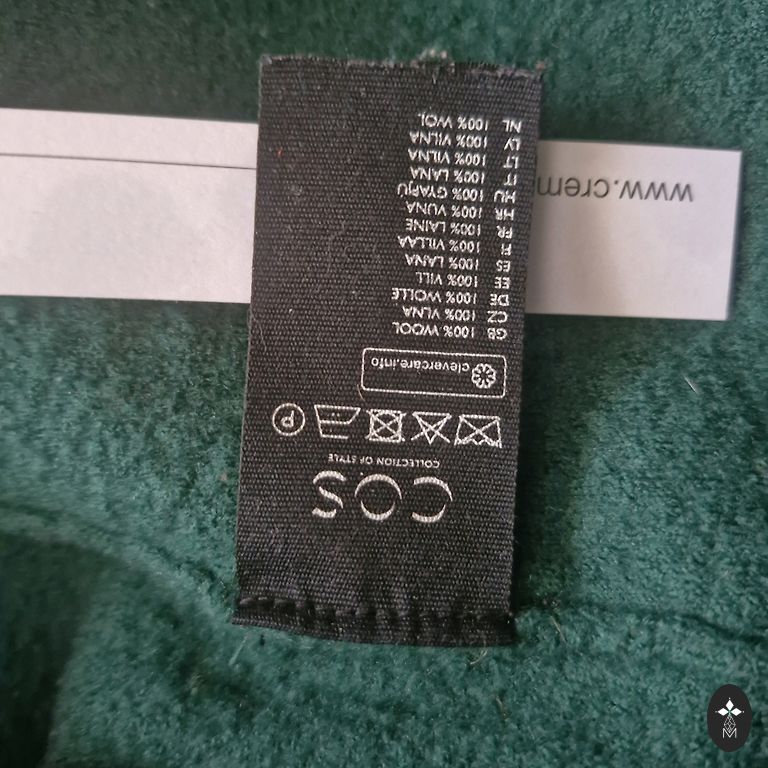 COS
COLLECTION OF STYLE
P
clevercare.info
GB 100% WOOL
CZ 100% VLNA
DE 100% WOLLE
EE 100% VILL
ES 100% LANA
FI 100% VILLAA
FR 100% LAINE
HR 100% VUNA
HU 100% GYAPJÚ
IT 100% LANA
LT 100% VILNA
LV 100% VILNA
NL 100% WOL
www.crem
M